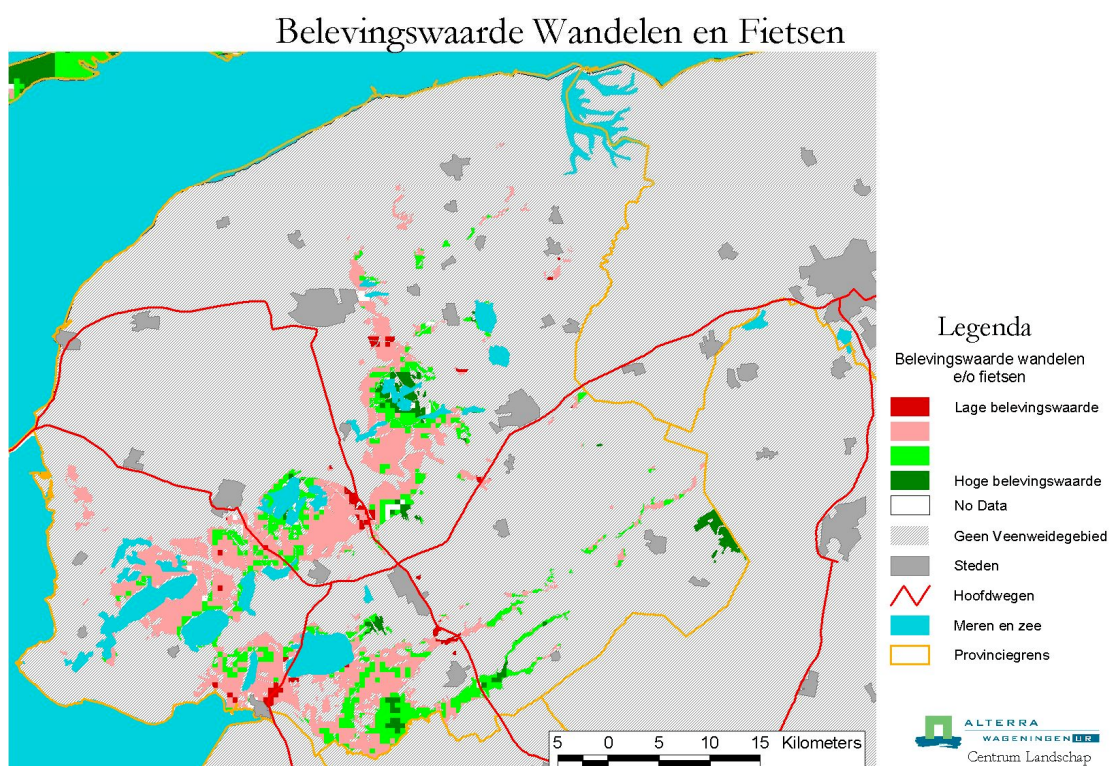 Belevingswaarde Wandelen en Fietsen
Legenda
Belevingswaarde wandelen
e/o fietsen
Lage belevingswaarde
Hoge belevingswaarde
No Data
Geen Veenweidegebied
Steden
Hoofdwegen
Meren en zee
Provinciegrens
5 0 5 10 15 Kilometers
ALTERRA
WAGENINGEN UR
Centrum Landschap